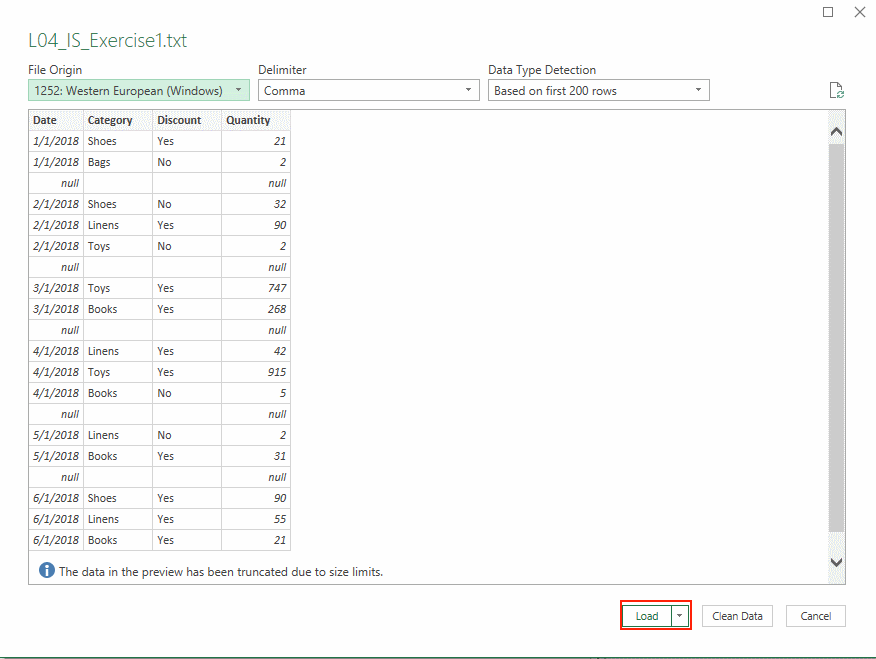 L04_IS_Exercise1.txt
File Origin Delimiter Data Type Detection
1252: Western European (Windows) Comma Based on first 200 rows
Date Category Discount Quantity
1/1/2018 Shoes Yes 21
1/1/2018 Bags No 2
null null
2/1/2018 Shoes No 32
2/1/2018 Linens Yes 90
2/1/2018 Toys No 2
null null
3/1/2018 Toys Yes 747
3/1/2018 Books Yes 268
null null
4/1/2018 Linens Yes 42
4/1/2018 Toys Yes 915
4/1/2018 Books No 5
null null
5/1/2018 Linens No 2
5/1/2018 Books Yes 31
null null
6/1/2018 Shoes Yes 90
6/1/2018 Linens Yes 55
6/1/2018 Books Yes 21
The data in the preview has been truncated due to size limits.
Load Clean Data Cancel